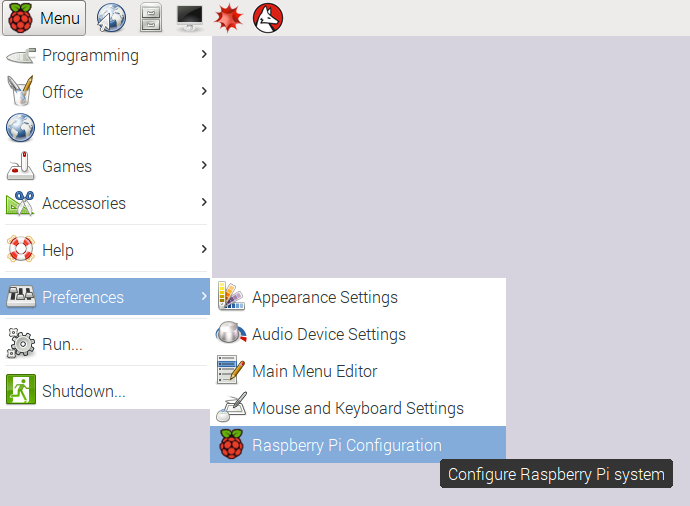 Menu
Programming
Office
Internet
Games
Accessories
Help
Preferences
Run...
Shutdown...
Appearance Settings
Audio Device Settings
Main Menu Editor
Mouse and Keyboard Settings
Raspberry Pi Configuration
Configure Raspberry Pi system